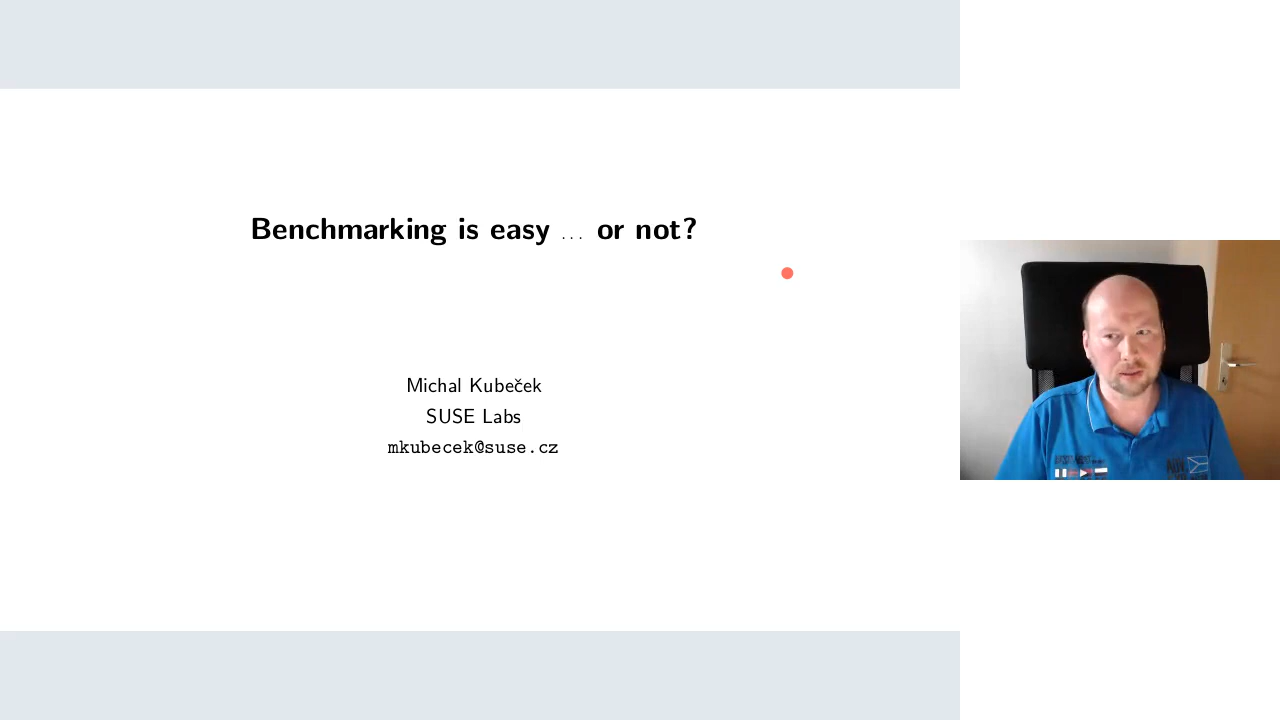 Benchmarking is easy ... or not?
Michal Kubeček
SUSE Labs
mkubecek@suse.cz